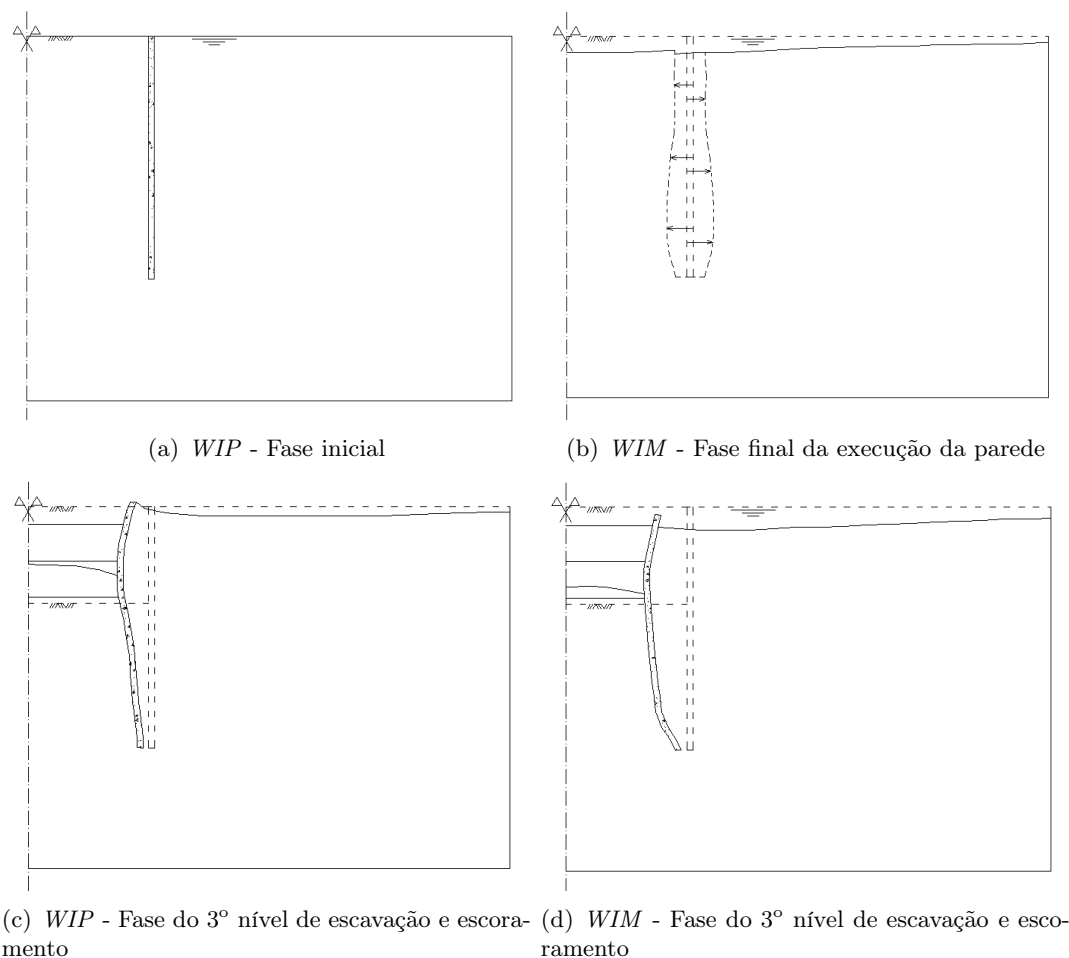 (a) WIP - Fase inicial
(b) WIM - Fase final da execução da parede
(c) WIP - Fase do 3º nível de escavação e escora-
mento
(d) WIM - Fase do 3º nível de escavação e esco-
ramento